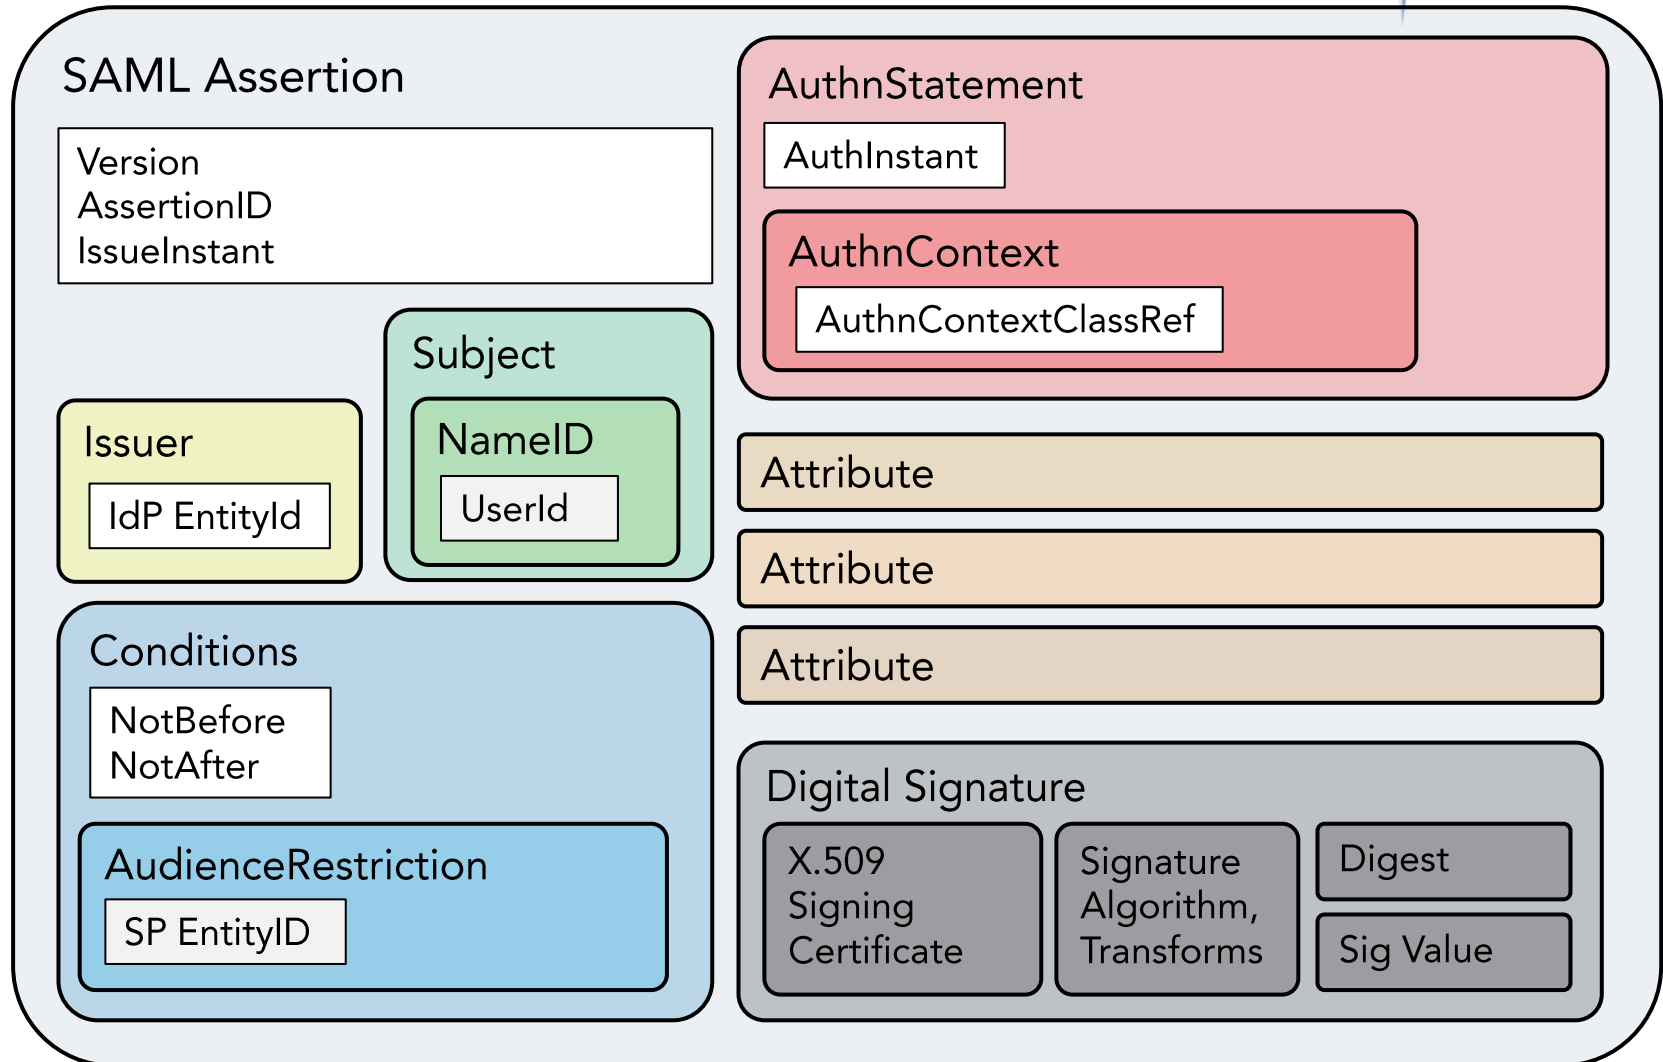 SAML Assertion
Version
AssertionID
IssueInstant
Issuer
IdP EntityId
Subject
NameID
UserId
Conditions
NotBefore
NotAfter
AudienceRestriction
SP EntityID
AuthnStatement
AuthInstant
AuthnContext
AuthnContextClassRef
Attribute
Attribute
Attribute
Digital Signature
X.509
Signing
Certificate
Signature
Algorithm,
Transforms
Digest
Sig Value